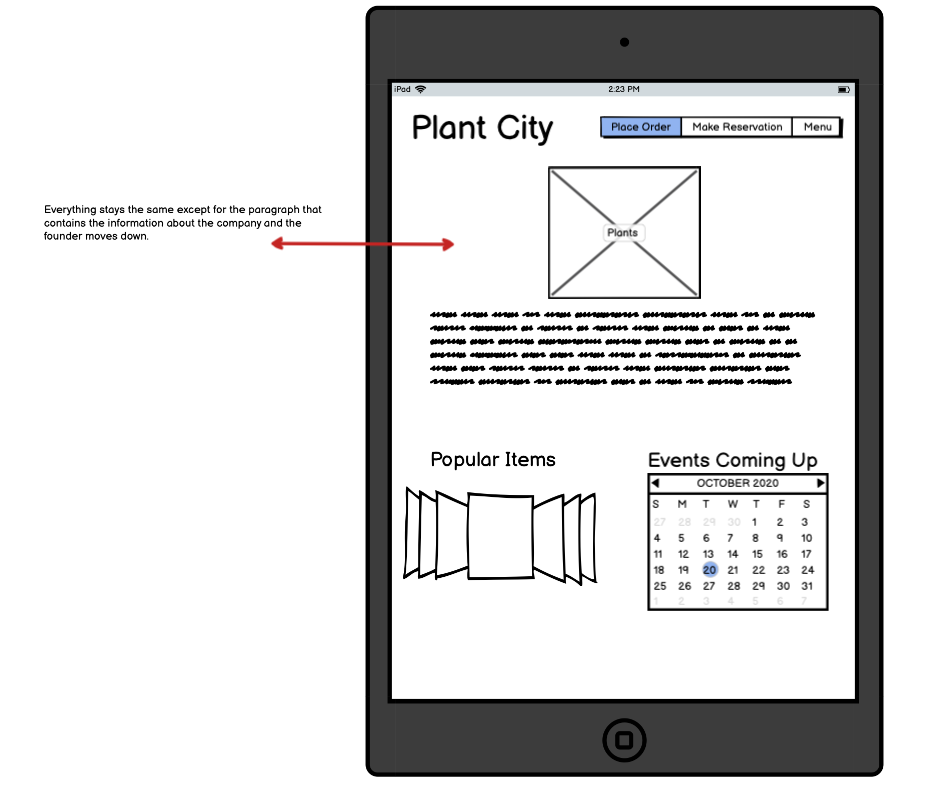 iPad 2:23 PM
Plant City
Place Order Make Reservation Menu
Everything stays the same except for the paragraph that
contains the information about the company and the
founder moves down.
Plants
Popular Items
Events Coming Up
OCTOBER 2020
S M T W T F S
27 28 29 30 1 2 3
4 5 6 7 8 9 10
11 12 13 14 15 16 17
18 19 20 21 22 23 24
25 26 27 28 29 30 31
1 2 3 4 5 6 7